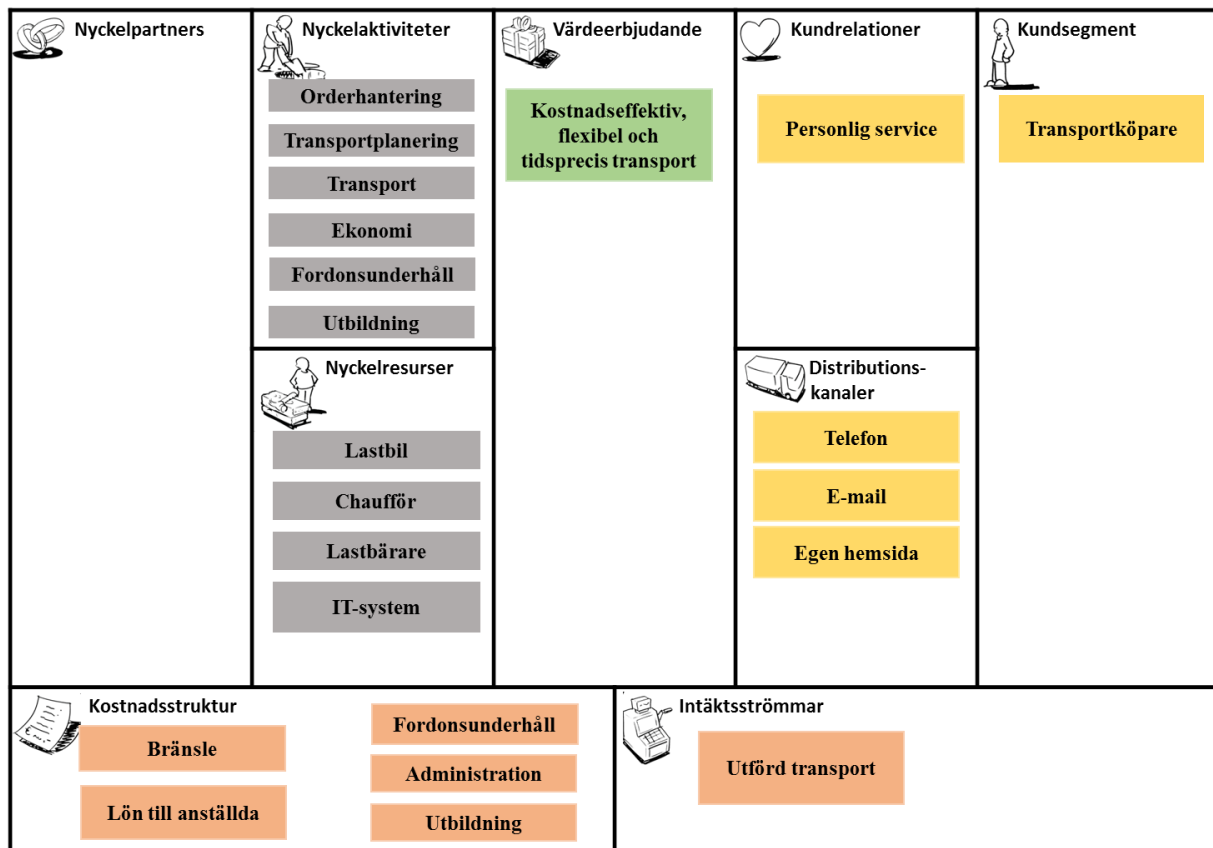 Nyckelpartners
Nyckelaktiviteter
Orderhantering
Transportplanering
Transport
Ekonomi
Fordonsunderhåll
Utbildning
Nyckelresurser
Lastbil
Chaufför
Lastbärare
IT-system
Värdeerbjudande
Kostnadseffektiv,
flexibel och
tidsprecis transport
Kundrelationer
Personlig service
Distributions-
kanaler
Telefon
E-mail
Egen hemsida
Kundsegment
Transportköpare
Kostnadsstruktur
Bränsle
Lön till anställda
Fordonsunderhåll
Administration
Utbildning
Intäktsströmmar
Utförd transport